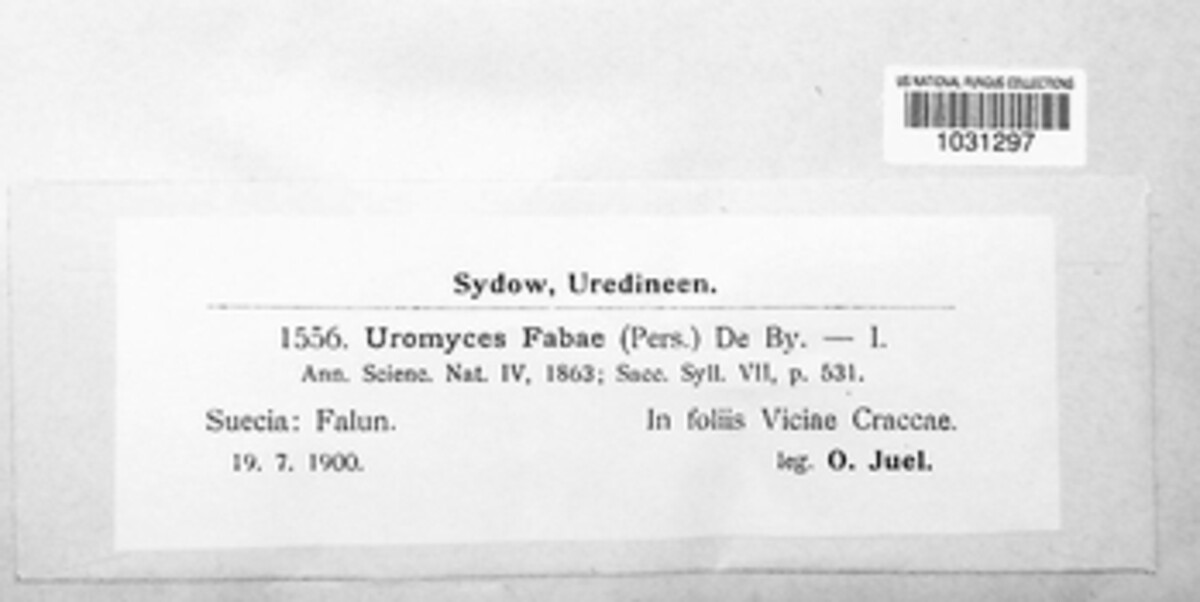 US NATIONAL FUNGUS COLLECTIONS
1031297
Sydow, Uredineen.
1556. Uromyces Fabae (Pers.) De By. — I.
Ann. Scienc. Nat. IV, 1863; Sacc. Syll. VII, p. 531.
Suecia: Falun.
In foliis Viciae Craccae.
19. 7. 1900.
leg. O. Juel.